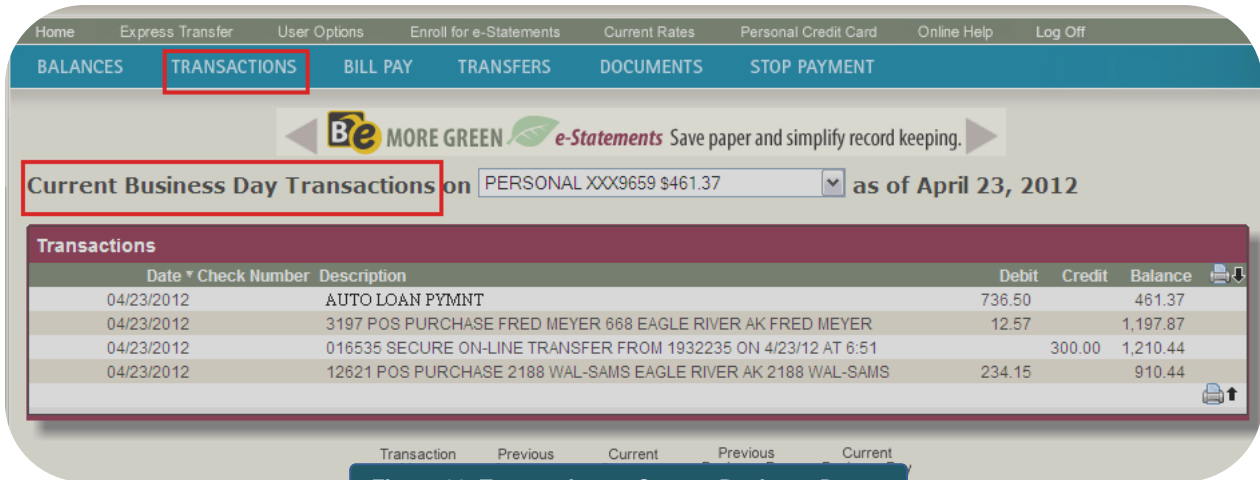 Home Express Transfer User Options Enroll for e-Statements Current Rates Personal Credit Card Online Help Log Off
BALANCES TRANSACTIONS BILL PAY TRANSFERS DOCUMENTS STOP PAYMENT
Be MORE GREEN e-Statements Save paper and simplify record keeping.
Current Business Day Transactions on PERSONAL XXX9659 $461.37 as of April 23, 2012
Transactions
Date Check Number Description Debit Credit Balance
04/23/2012 AUTO LOAN PYMNT 736.50 461.37
04/23/2012 3197 POS PURCHASE FRED MEYER 668 EAGLE RIVER AK FRED MEYER 12.57 1,197.87
04/23/2012 016535 SECURE ON-LINE TRANSFER FROM 1932235 ON 4/23/12 AT 6:51 300.00 1,210.44
04/23/2012 12621 POS PURCHASE 2188 WAL-SAMS EAGLE RIVER AK 2188 WAL-SAMS 234.15 910.44
Transaction Previous Current Previous Current